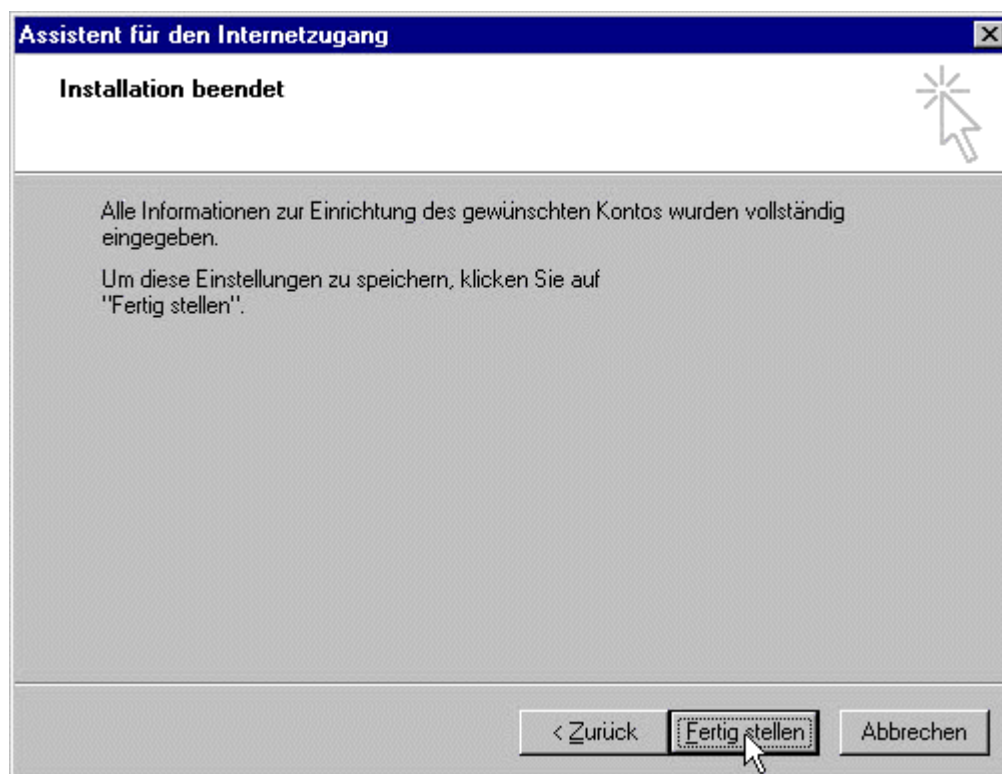 Assistent für den Internetzugang
Installation beendet
Alle Informationen zur Einrichtung des gewünschten Kontos wurden vollständig
eingegeben.
Um diese Einstellungen zu speichern, klicken Sie auf
"Fertig stellen".
< Zurück Fertig stellen Abbrechen